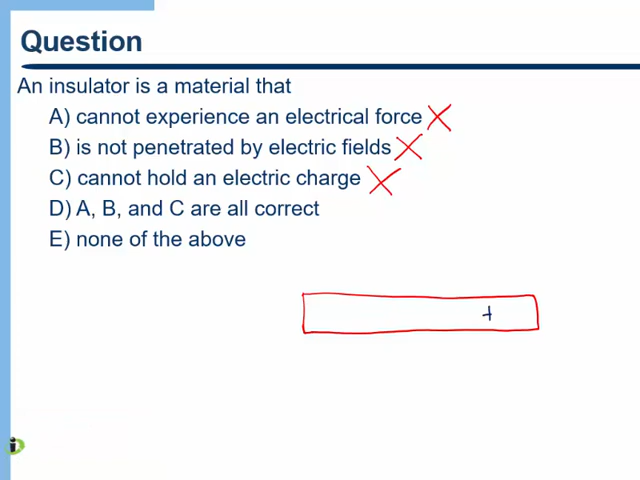 Question
An insulator is a material that
A) cannot experience an electrical force
B) is not penetrated by electric fields
C) cannot hold an electric charge
D) A, B, and C are all correct
E) none of the above
+
i